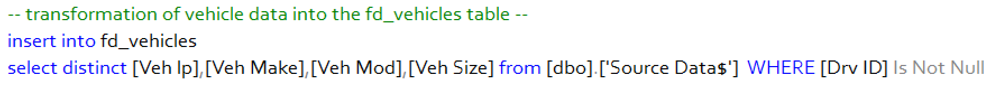 -- transformation of vehicle data into the fd_vehicles table --
insert into fd_vehicles
select distinct [Veh lp],[Veh Make],[Veh Mod],[Veh Size] from [dbo].['Source Data$']  WHERE [Drv ID] Is Not Null